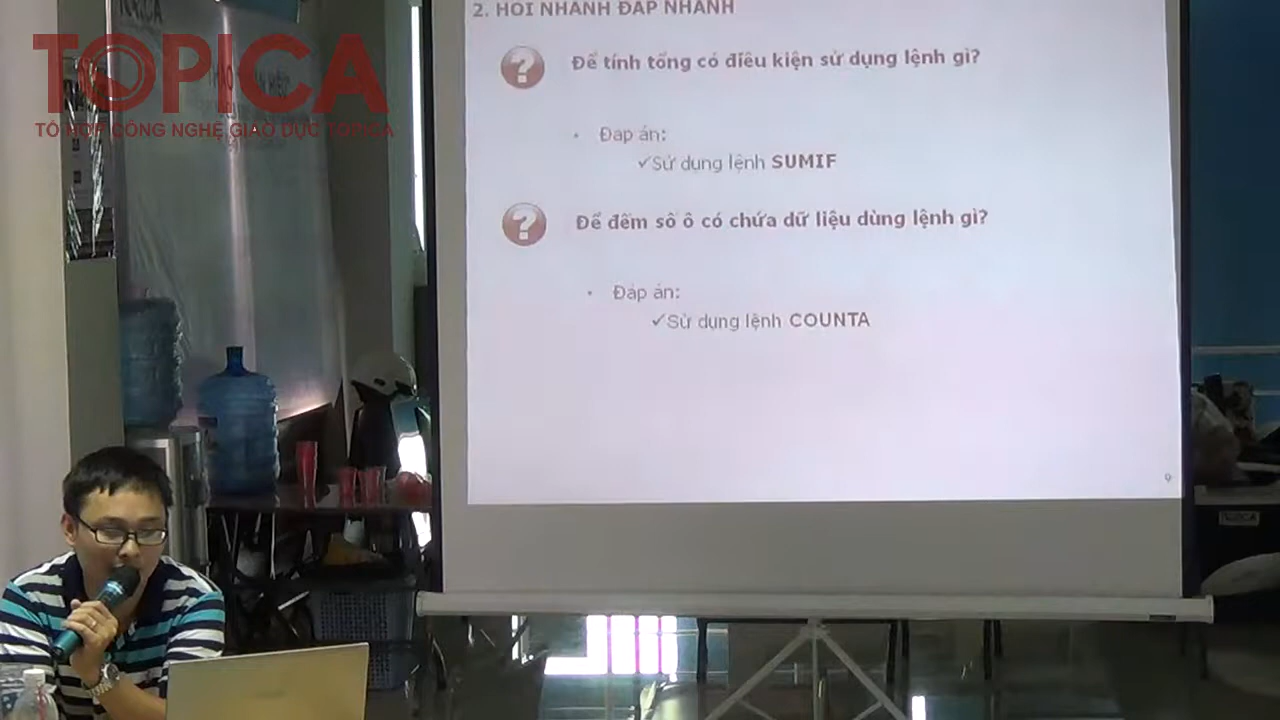 TOPICA
TỔ HỢP CÔNG NGHỆ GIÁO DỤC TOPICA
2. HỎI NHANH ĐÁP NHANH
Để tính tổng có điều kiện sử dụng lệnh gì?
• Đáp án:
✓Sử dụng lệnh SUMIF
Để đếm số ô có chứa dữ liệu dùng lệnh gì?
• Đáp án:
✓Sử dụng lệnh COUNTA
9
TOPICA